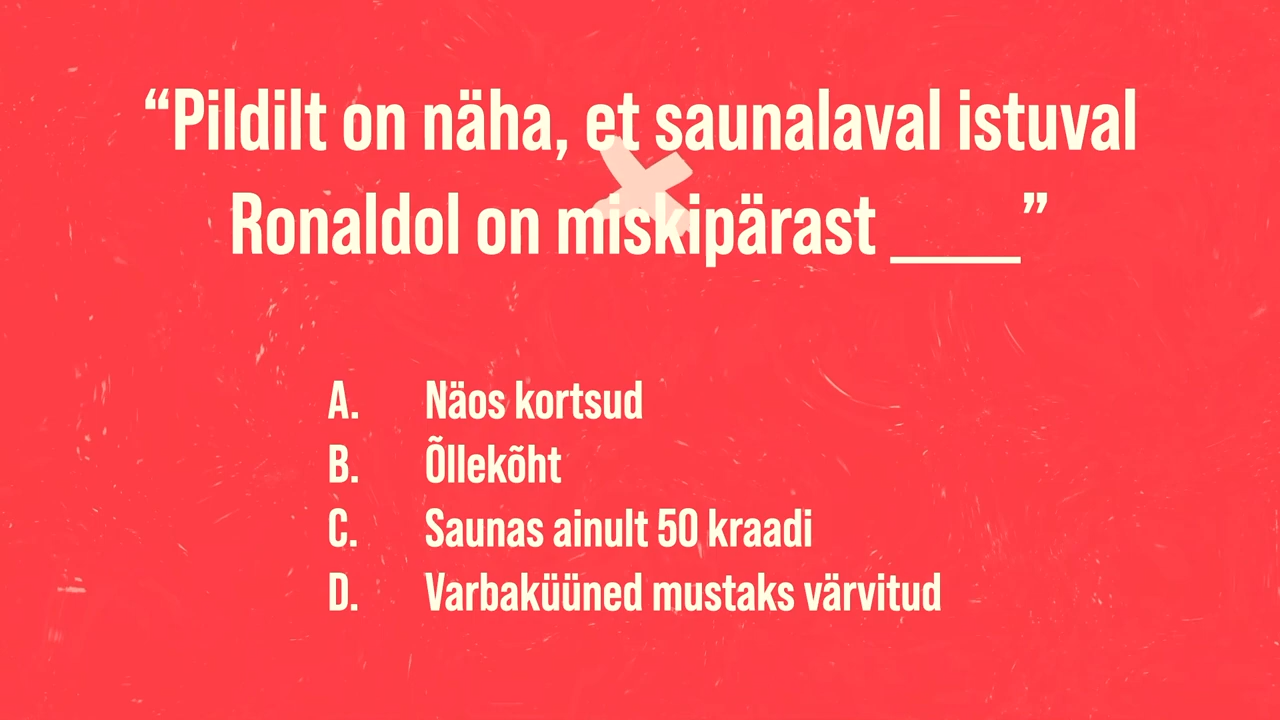 “Pildilt on näha, et saunalaval istuval
Ronaldol on miskipärast ____”
A. Näos kortsud
B. Õllekõht
C. Saunas ainult 50 kraadi
D. Varbaküüned mustaks värvitud